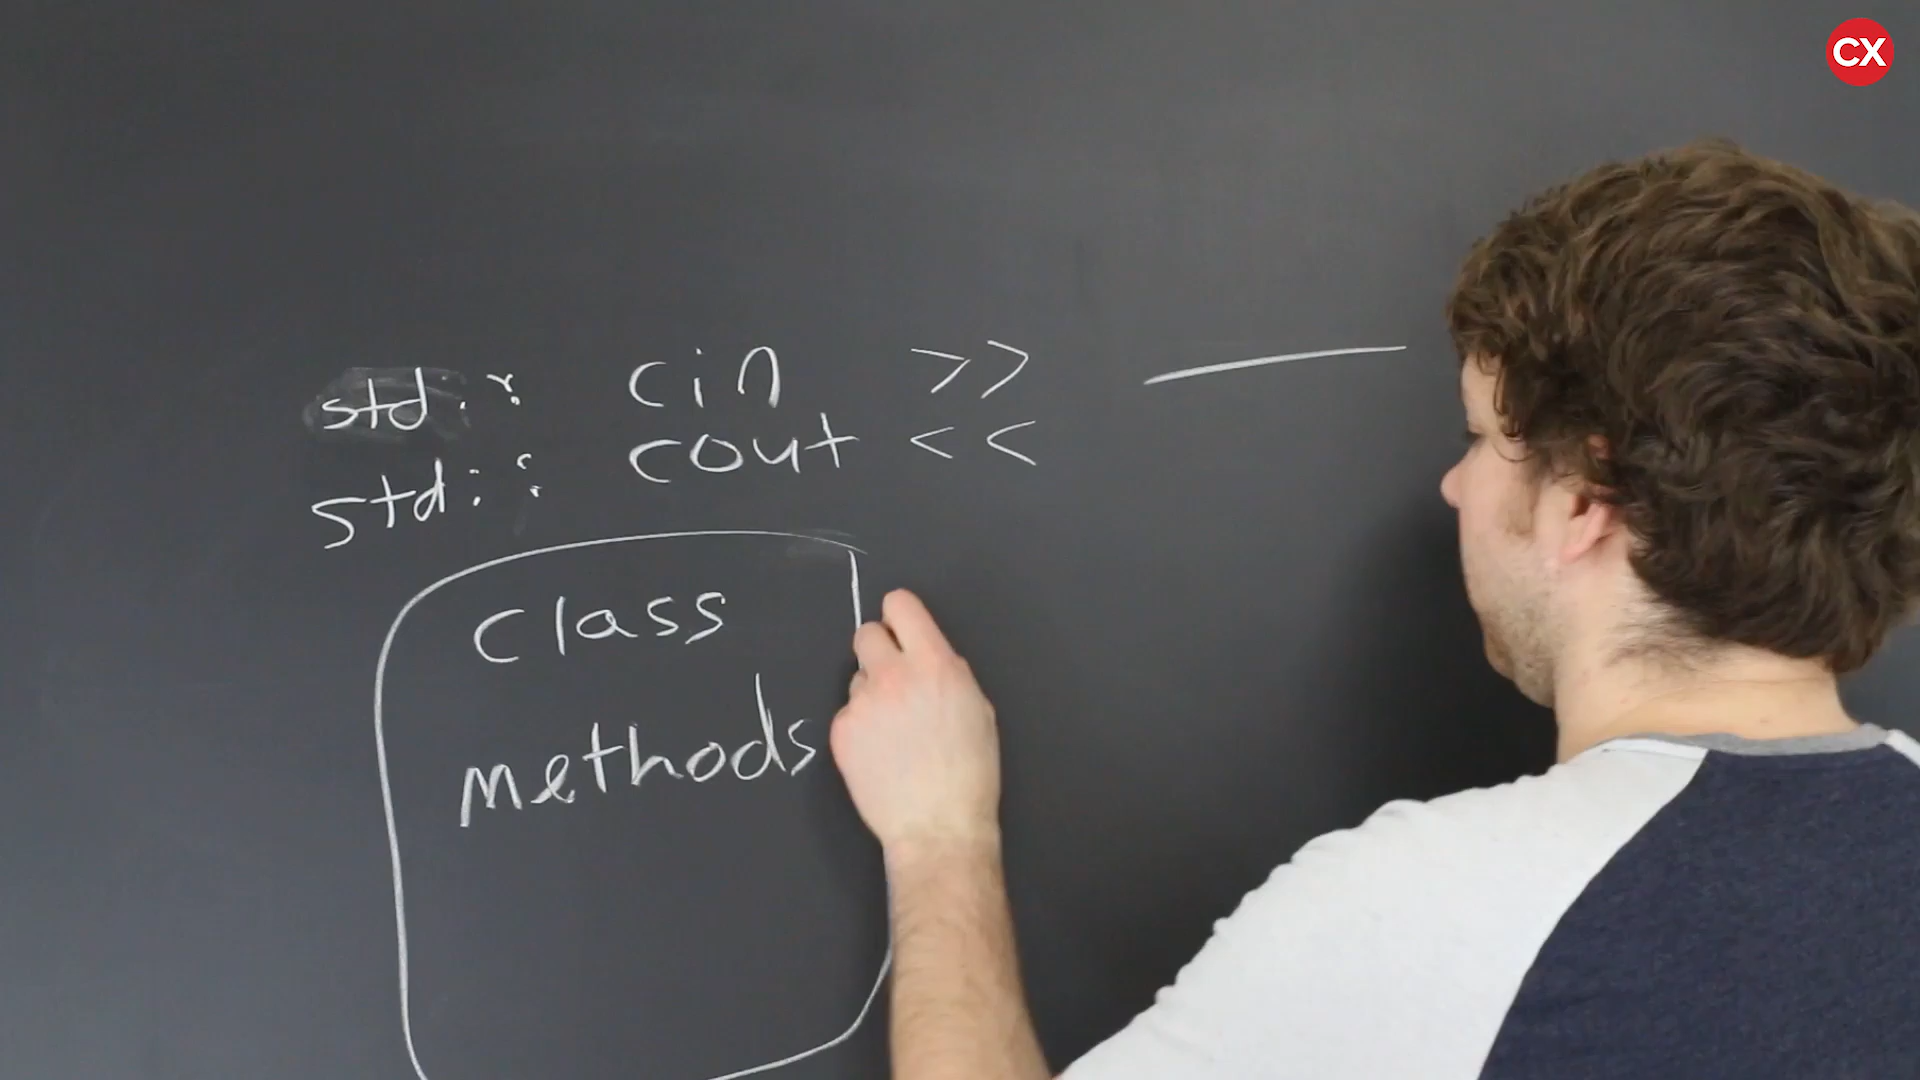 CX
std:: cin >>
std:: cout <<
class
methods